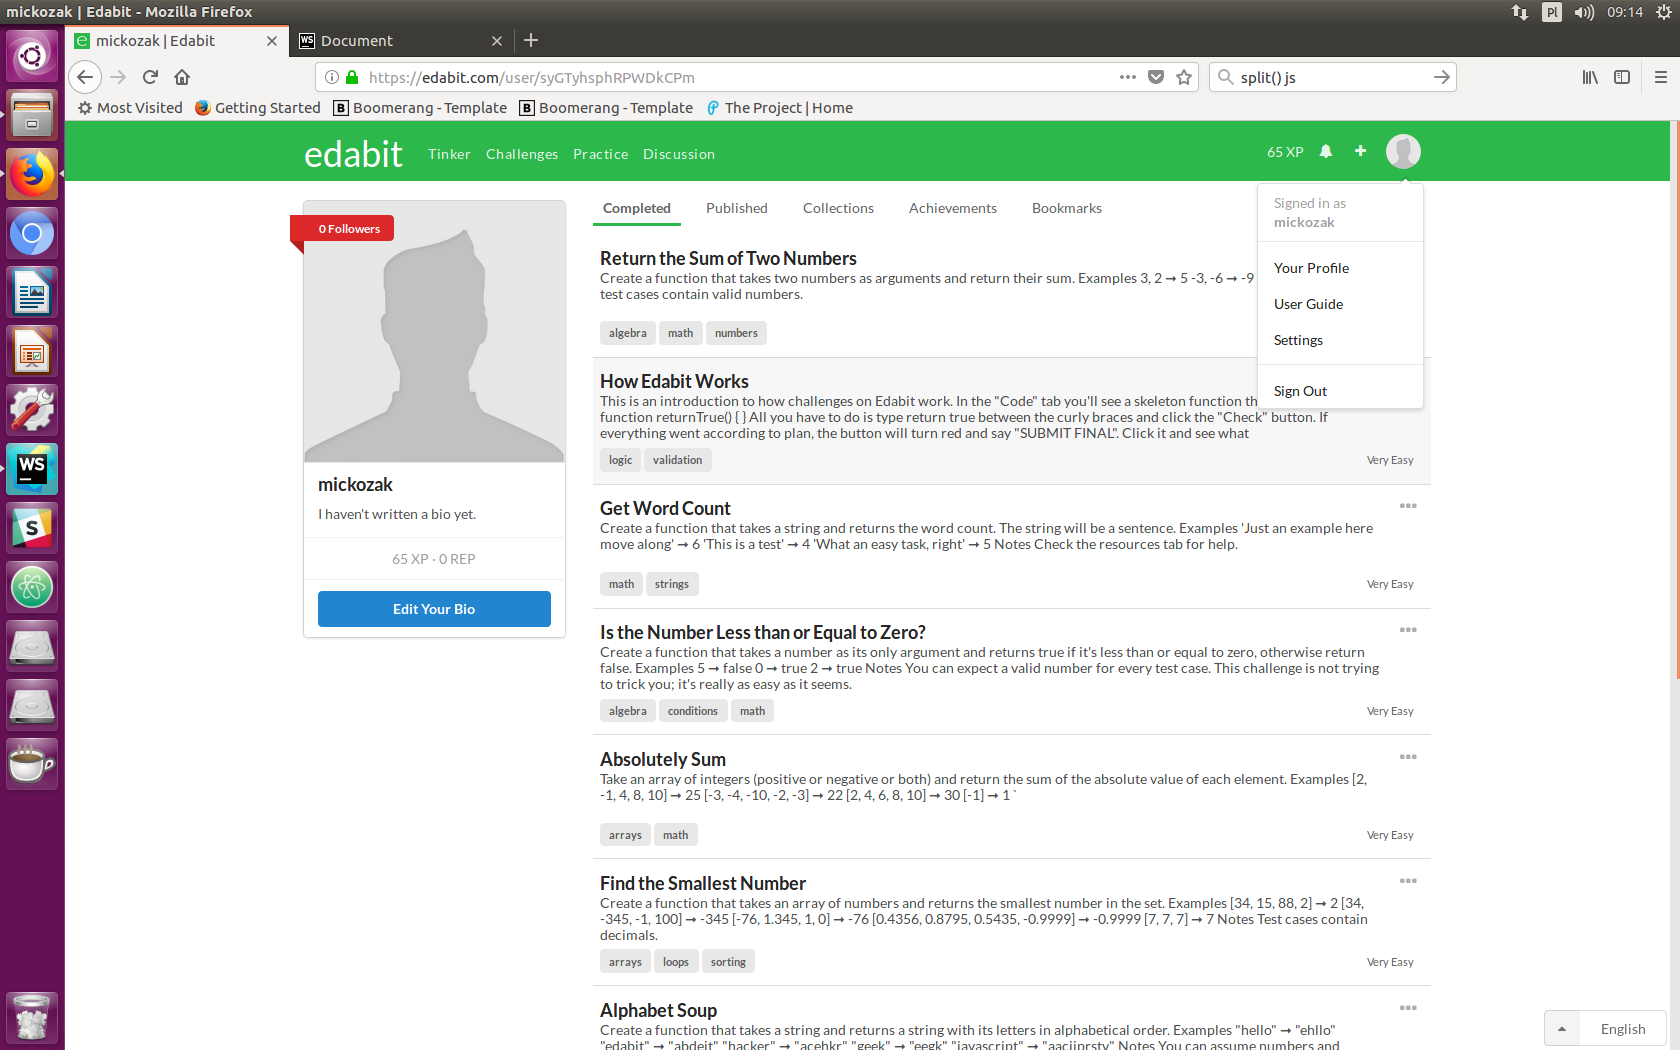 mickozak | Edabit - Mozilla Firefox
Pl
09:14
mickozak | Edabit
WS Document
https://edabit.com/user/syGTyhsphRPWDkCPm
split() js
Most Visited
Getting Started
B Boomerang - Template
B Boomerang - Template
The Project | Home
edabit
Tinker
Challenges
Practice
Discussion
65 XP
Signed in as
mickozak
Your Profile
User Guide
Settings
Sign Out
0 Followers
mickozak
I haven't written a bio yet.
65 XP · 0 REP
Edit Your Bio
Completed
Published
Collections
Achievements
Bookmarks
Return the Sum of Two Numbers
Create a function that takes two numbers as arguments and return their sum. Examples 3, 2 ➞ 5 -3, -6 ➞ -9
test cases contain valid numbers.
algebra
math
numbers
How Edabit Works
This is an introduction to how challenges on Edabit work. In the "Code" tab you'll see a skeleton function
function returnTrue() { } All you have to do is type return true between the curly braces and click the "Check" button. If
everything went according to plan, the button will turn red and say "SUBMIT FINAL". Click it and see what
logic
validation
Very Easy
Get Word Count
Create a function that takes a string and returns the word count. The string will be a sentence. Examples 'Just an example here
move along' ➞ 6 'This is a test' ➞ 4 'What an easy task, right' ➞ 5 Notes Check the resources tab for help.
math
strings
Very Easy
Is the Number Less than or Equal to Zero?
Create a function that takes a number as its only argument and returns true if it's less than or equal to zero, otherwise return
false. Examples 5 ➞ false 0 ➞ true 2 ➞ true Notes You can expect a valid number for every test case. This challenge is not trying
to trick you; it's really as easy as it seems.
algebra
conditions
math
Very Easy
Absolutely Sum
Take an array of integers (positive or negative or both) and return the sum of the absolute value of each element. Examples [2,
-1, 4, 8, 10] ➞ 25 [-3, -4, -10, -2, -3] ➞ 22 [2, 4, 6, 8, 10] ➞ 30 [-1] ➞ 1 `
arrays
math
Very Easy
Find the Smallest Number
Create a function that takes an array of numbers and returns the smallest number in the set. Examples [34, 15, 88, 2] ➞ 2 [34,
-345, -1, 100] ➞ -345 [-76, 1.345, 1, 0] ➞ -76 [0.4356, 0.8795, 0.5435, -0.9999] ➞ -0.9999 [7, 7, 7] ➞ 7 Notes Test cases contain
decimals.
arrays
loops
sorting
Very Easy
Alphabet Soup
Create a function that takes a string and returns a string with its letters in alphabetical order. Examples "hello" ➞ "ehllo"
"edabit" ➞ "abdeit" "hacker" ➞ "acehkr" "geek" ➞ "eegk" "javascript" ➞ "aacijprstv" Notes You can assume numbers and
English
WS
S